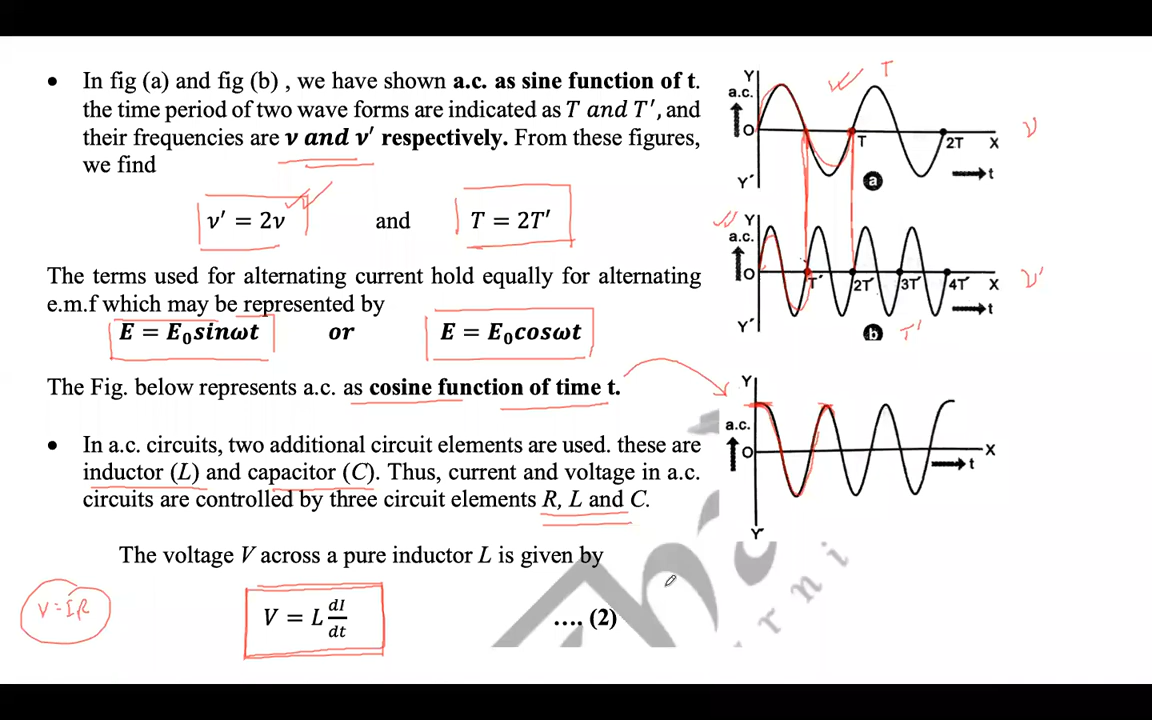 • In fig (a) and fig (b) , we have shown a.c. as sine function of t.
the time period of two wave forms are indicated as T and T′, and
their frequencies are ν and ν′ respectively. From these figures,
we find
ν′ = 2ν and T = 2T′
The terms used for alternating current hold equally for alternating
e.m.f which may be represented by
E = E₀sinωt or E = E₀cosωt
The Fig. below represents a.c. as cosine function of time t.
• In a.c. circuits, two additional circuit elements are used. these are
inductor (L) and capacitor (C). Thus, current and voltage in a.c.
circuits are controlled by three circuit elements R, L and C.
The voltage V across a pure inductor L is given by
V = L dI/dt .... (2)
V = IR
Y
a.c.
T
O
T
2T
X
ν
Y′
a
t
Y
a.c.
O
T′
2T′
3T′
4T′
X
ν′
Y′
b
T′
t
Y
a.c.
O
X
t
Y′